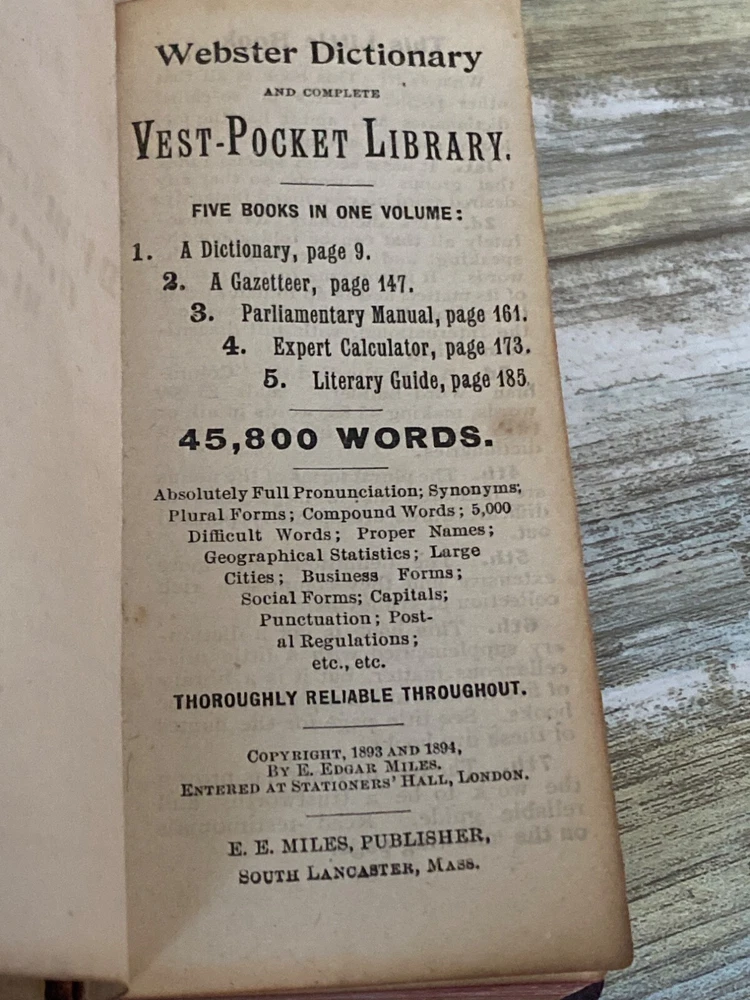 Webster Dictionary
AND COMPLETE
VEST-POCKET LIBRARY.
FIVE BOOKS IN ONE VOLUME:
1. A Dictionary, page 9.
2. A Gazetteer, page 147.
3. Parliamentary Manual, page 161.
4. Expert Calculator, page 173.
5. Literary Guide, page 185.
45,800 WORDS.
Absolutely Full Pronunciation; Synonyms;
Plural Forms; Compound Words; 5,000
Difficult Words; Proper Names;
Geographical Statistics; Large
Cities; Business Forms;
Social Forms; Capitals;
Punctuation; Post-
al Regulations;
etc., etc.
THOROUGHLY RELIABLE THROUGHOUT.
COPYRIGHT, 1893 AND 1894,
BY E. EDGAR MILES.
ENTERED AT STATIONERS' HALL, LONDON.
E. E. MILES, PUBLISHER,
SOUTH LANCASTER, MASS.